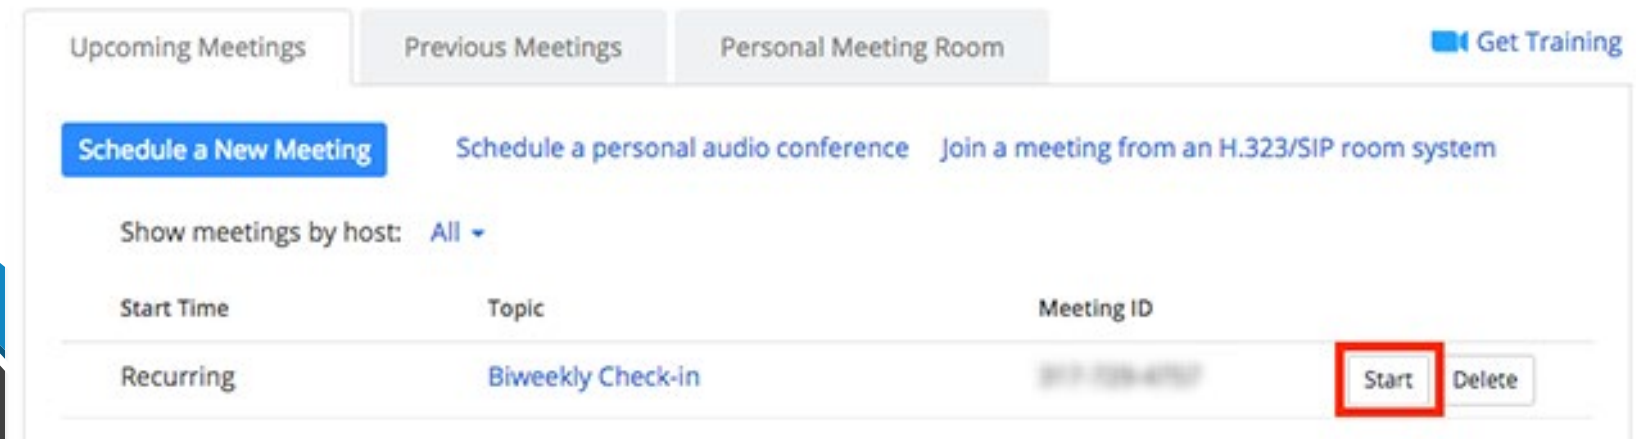 Upcoming Meetings Previous Meetings Personal Meeting Room Get Training
Schedule a New Meeting Schedule a personal audio conference Join a meeting from an H.323/SIP room system
Show meetings by host: All
Start Time Topic Meeting ID
Recurring Biweekly Check-in Start Delete